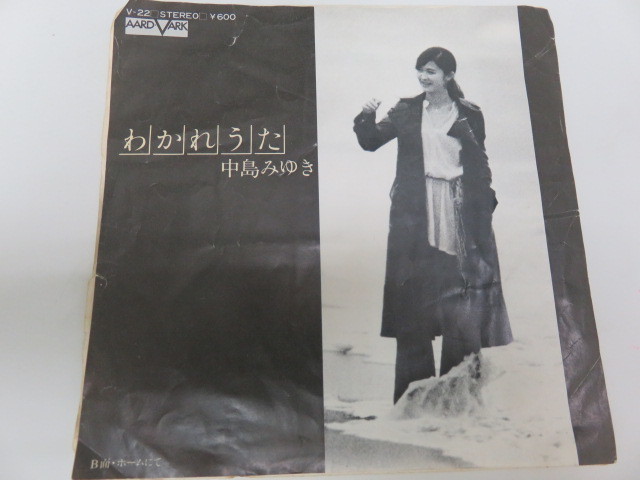 V-22 □ STEREO □ ¥600
AARD VARK
わかれうた
中島みゆき
B面・ホームにて